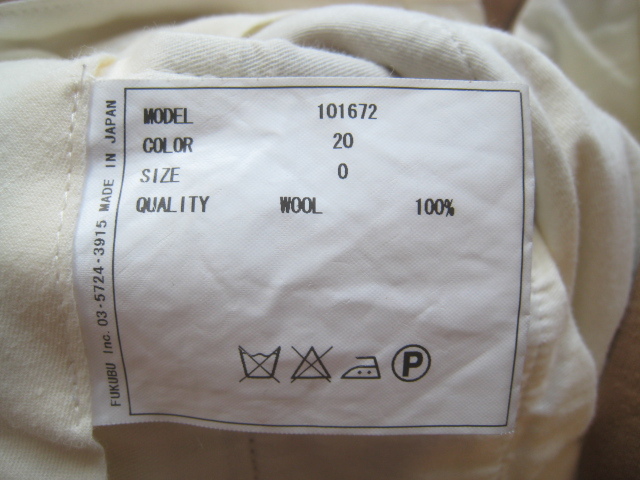 MODEL 101672
COLOR 20
SIZE 0
QUALITY WOOL 100%
P
FUKUBU Inc. 03-5724-3915 MADE IN JAPAN